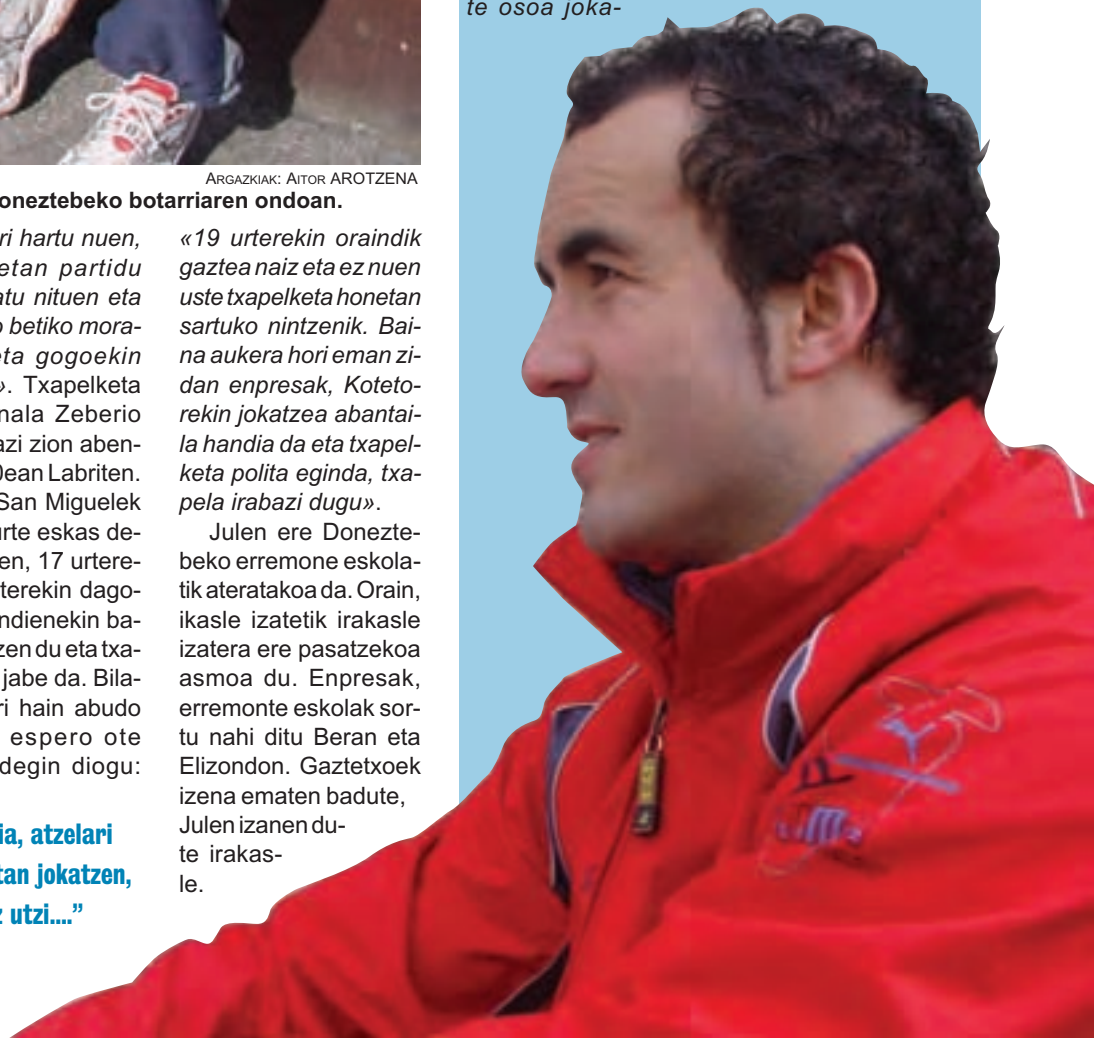 te osoa joka-
ARGAZKIAK: AITOR AROTZENA
oneztebeko botarriaren ondoan.
ri hartu nuen,
etan partidu
atu nituen eta
o betiko mora-
eta gogoekin
». Txapelketa
nala Zeberio
azi zion aben-
0ean Labriten.
San Miguelek
urte eskas de-
en, 17 urtere-
terekin dago-
ndienekin ba-
zen du eta txa-
jabe da. Bila-
ri hain abudo
espero ote
degin diogu:
ia, atzelari
tan jokatzen,
z utzi....”
«19 urterekin oraindik
gaztea naiz eta ez nuen
uste txapelketa honetan
sartuko nintzenik. Bai-
na aukera hori eman zi-
dan enpresak, Koteto-
rekin jokatzea abantai-
la handia da eta txapel-
keta polita eginda, txa-
pela irabazi dugu».
Julen ere Donezte-
beko erremone eskola-
tik ateratakoa da. Orain,
ikasle izatetik irakasle
izatera ere pasatzekoa
asmoa du. Enpresak,
erremonte eskolak sor-
tu nahi ditu Beran eta
Elizondon. Gaztetxoek
izena ematen badute,
Julen izanen du-
te irakas-
le.